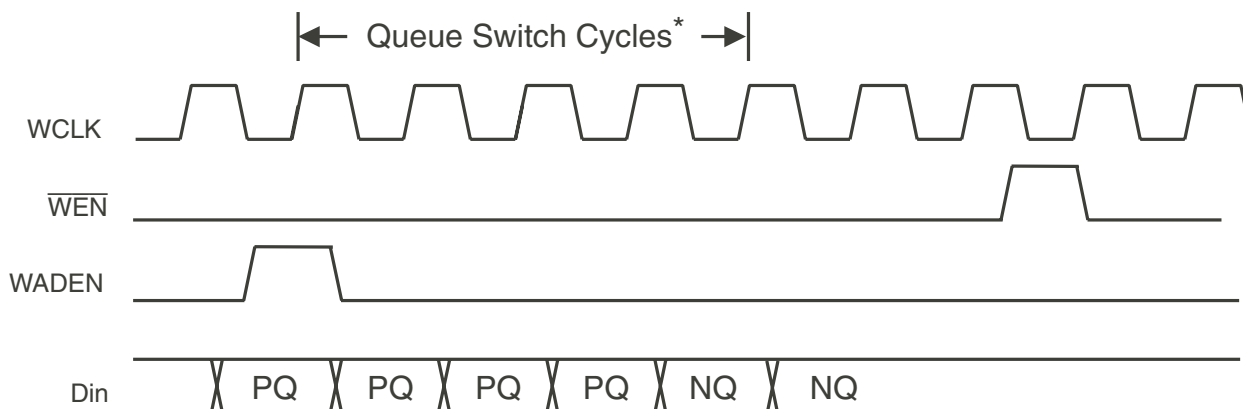 Queue Switch Cycles*
WCLK
WEN
WADEN
Din PQ PQ PQ PQ NQ NQ